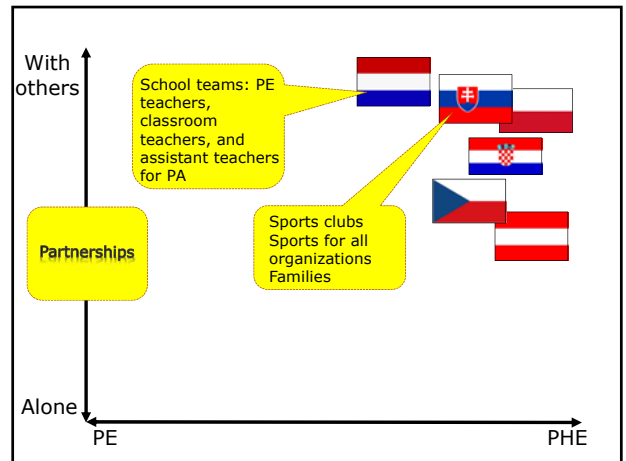 With
others
School teams: PE
teachers,
classroom
teachers, and
assistant teachers
for PA
Sports clubs
Sports for all
organizations
Families
Partnerships
Alone
PE
PHE